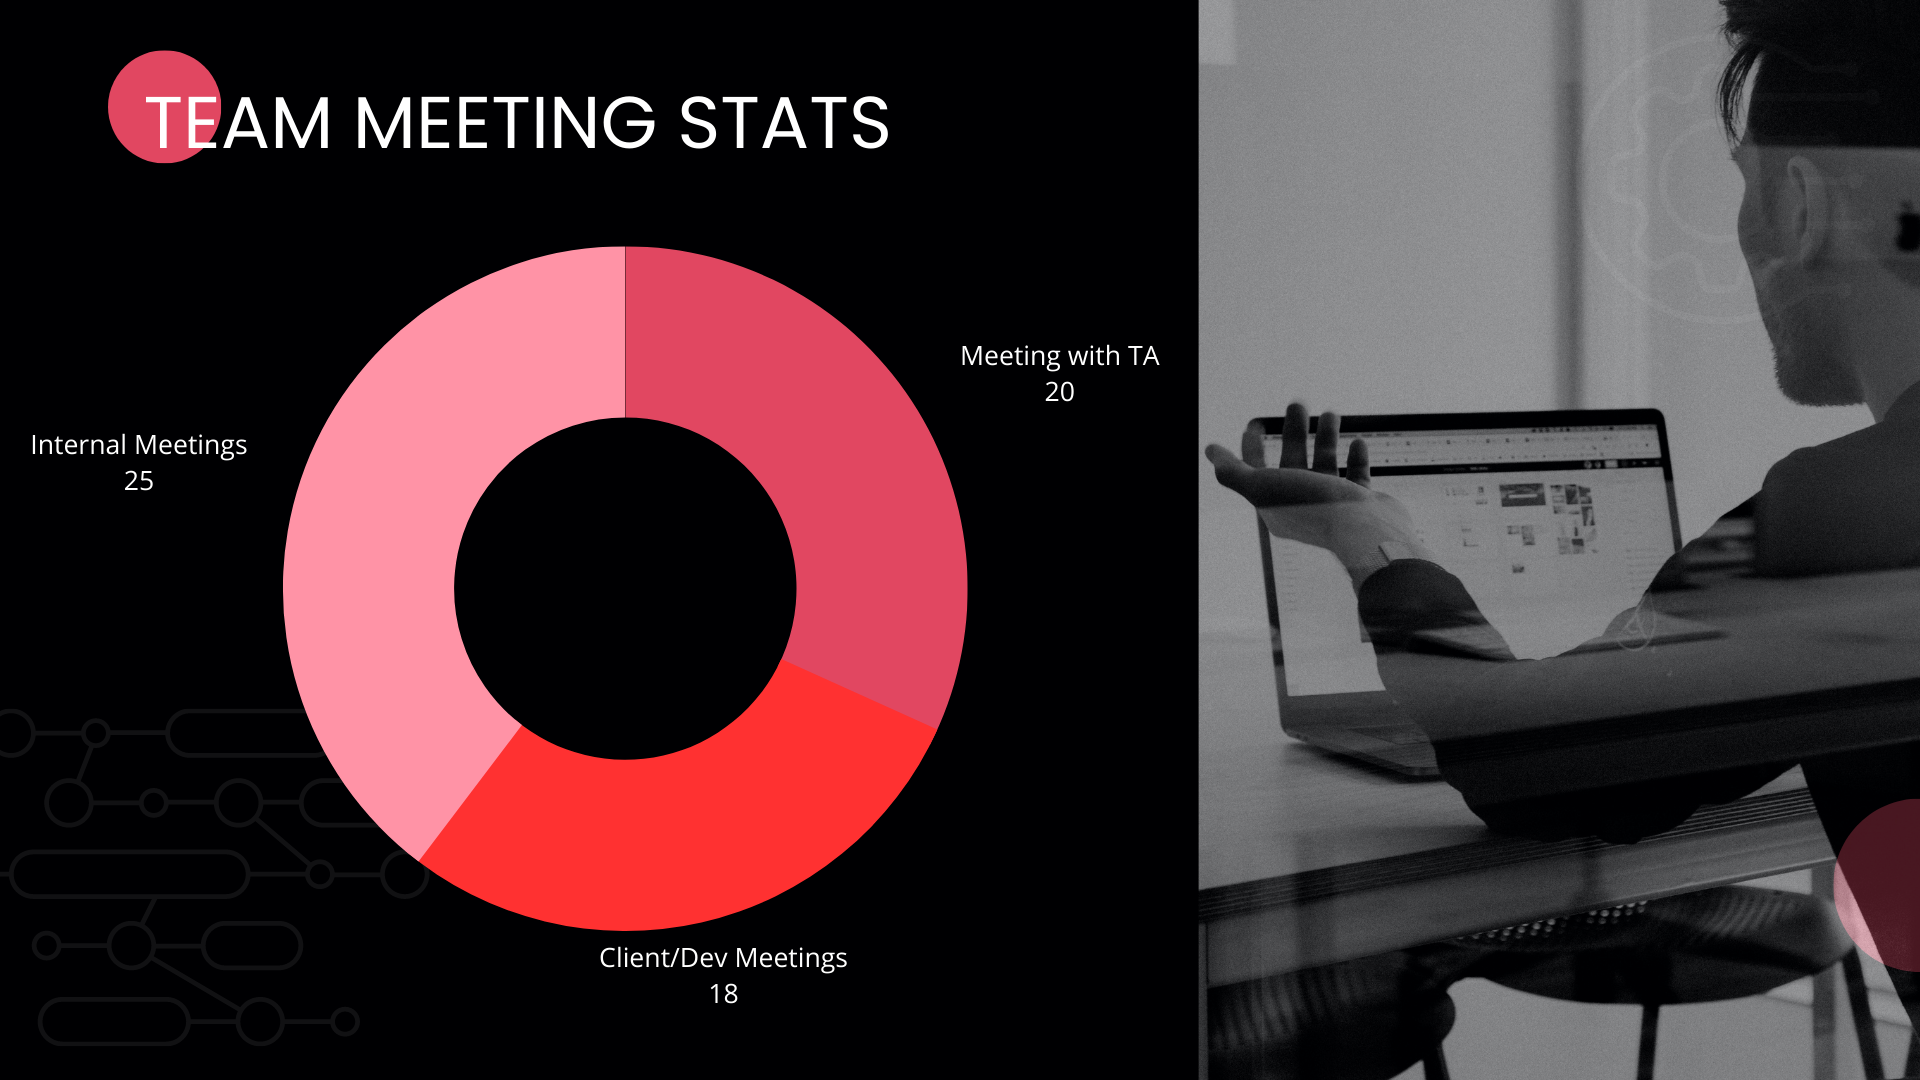 TEAM MEETING STATS
Meeting with TA
20
Internal Meetings
25
Client/Dev Meetings
18